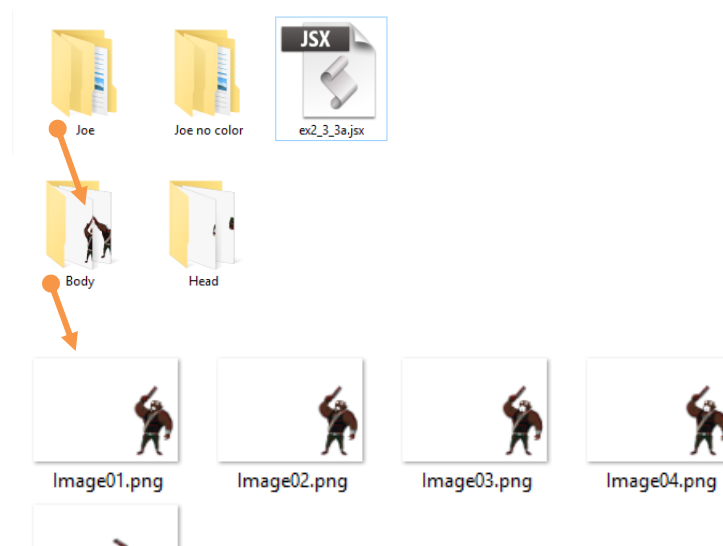 JSX
Joe
Joe no color
ex2_3_3a.jsx
Body
Head
Image01.png
Image02.png
Image03.png
Image04.png